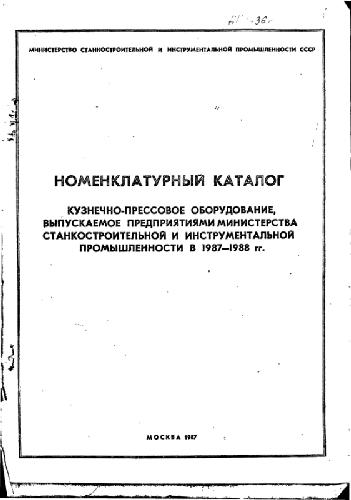 МИНИСТЕРСТВО СТАНКОСТРОИТЕЛЬНОЙ И ИНСТРУМЕНТАЛЬНОЙ ПРОМЫШЛЕННОСТИ СССР
НОМЕНКЛАТУРНЫЙ КАТАЛОГ
КУЗНЕЧНО-ПРЕССОВОЕ ОБОРУДОВАНИЕ,
ВЫПУСКАЕМОЕ ПРЕДПРИЯТИЯМИ МИНИСТЕРСТВА
СТАНКОСТРОИТЕЛЬНОЙ И ИНСТРУМЕНТАЛЬНОЙ
ПРОМЫШЛЕННОСТИ В 1987—1988 гг.
МОСКВА 1987